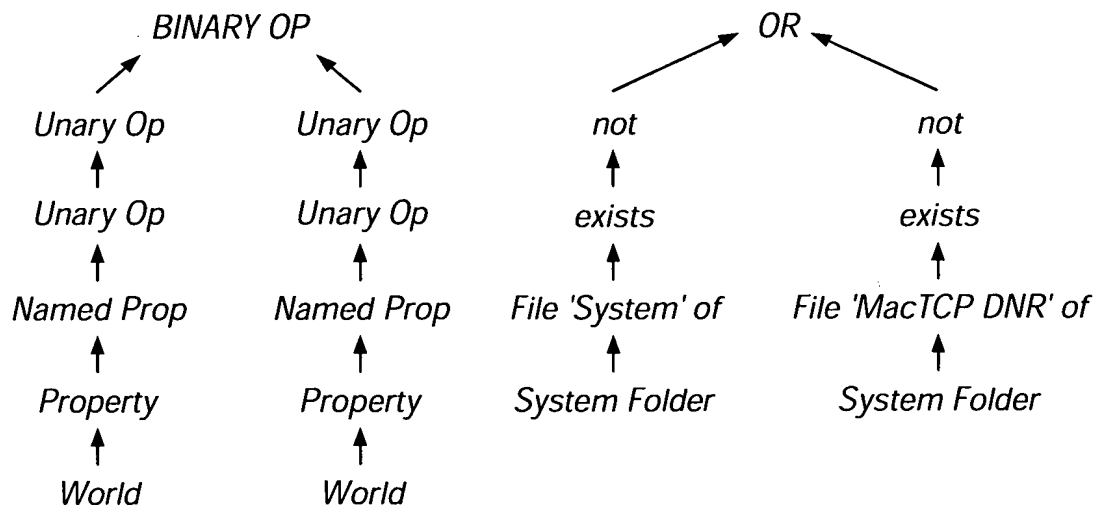 BINARY OP OR
Unary Op Unary Op not not
Unary Op Unary Op exists exists
Named Prop Named Prop File 'System' of File 'MacTCP DNR' of
Property Property System Folder System Folder
World World